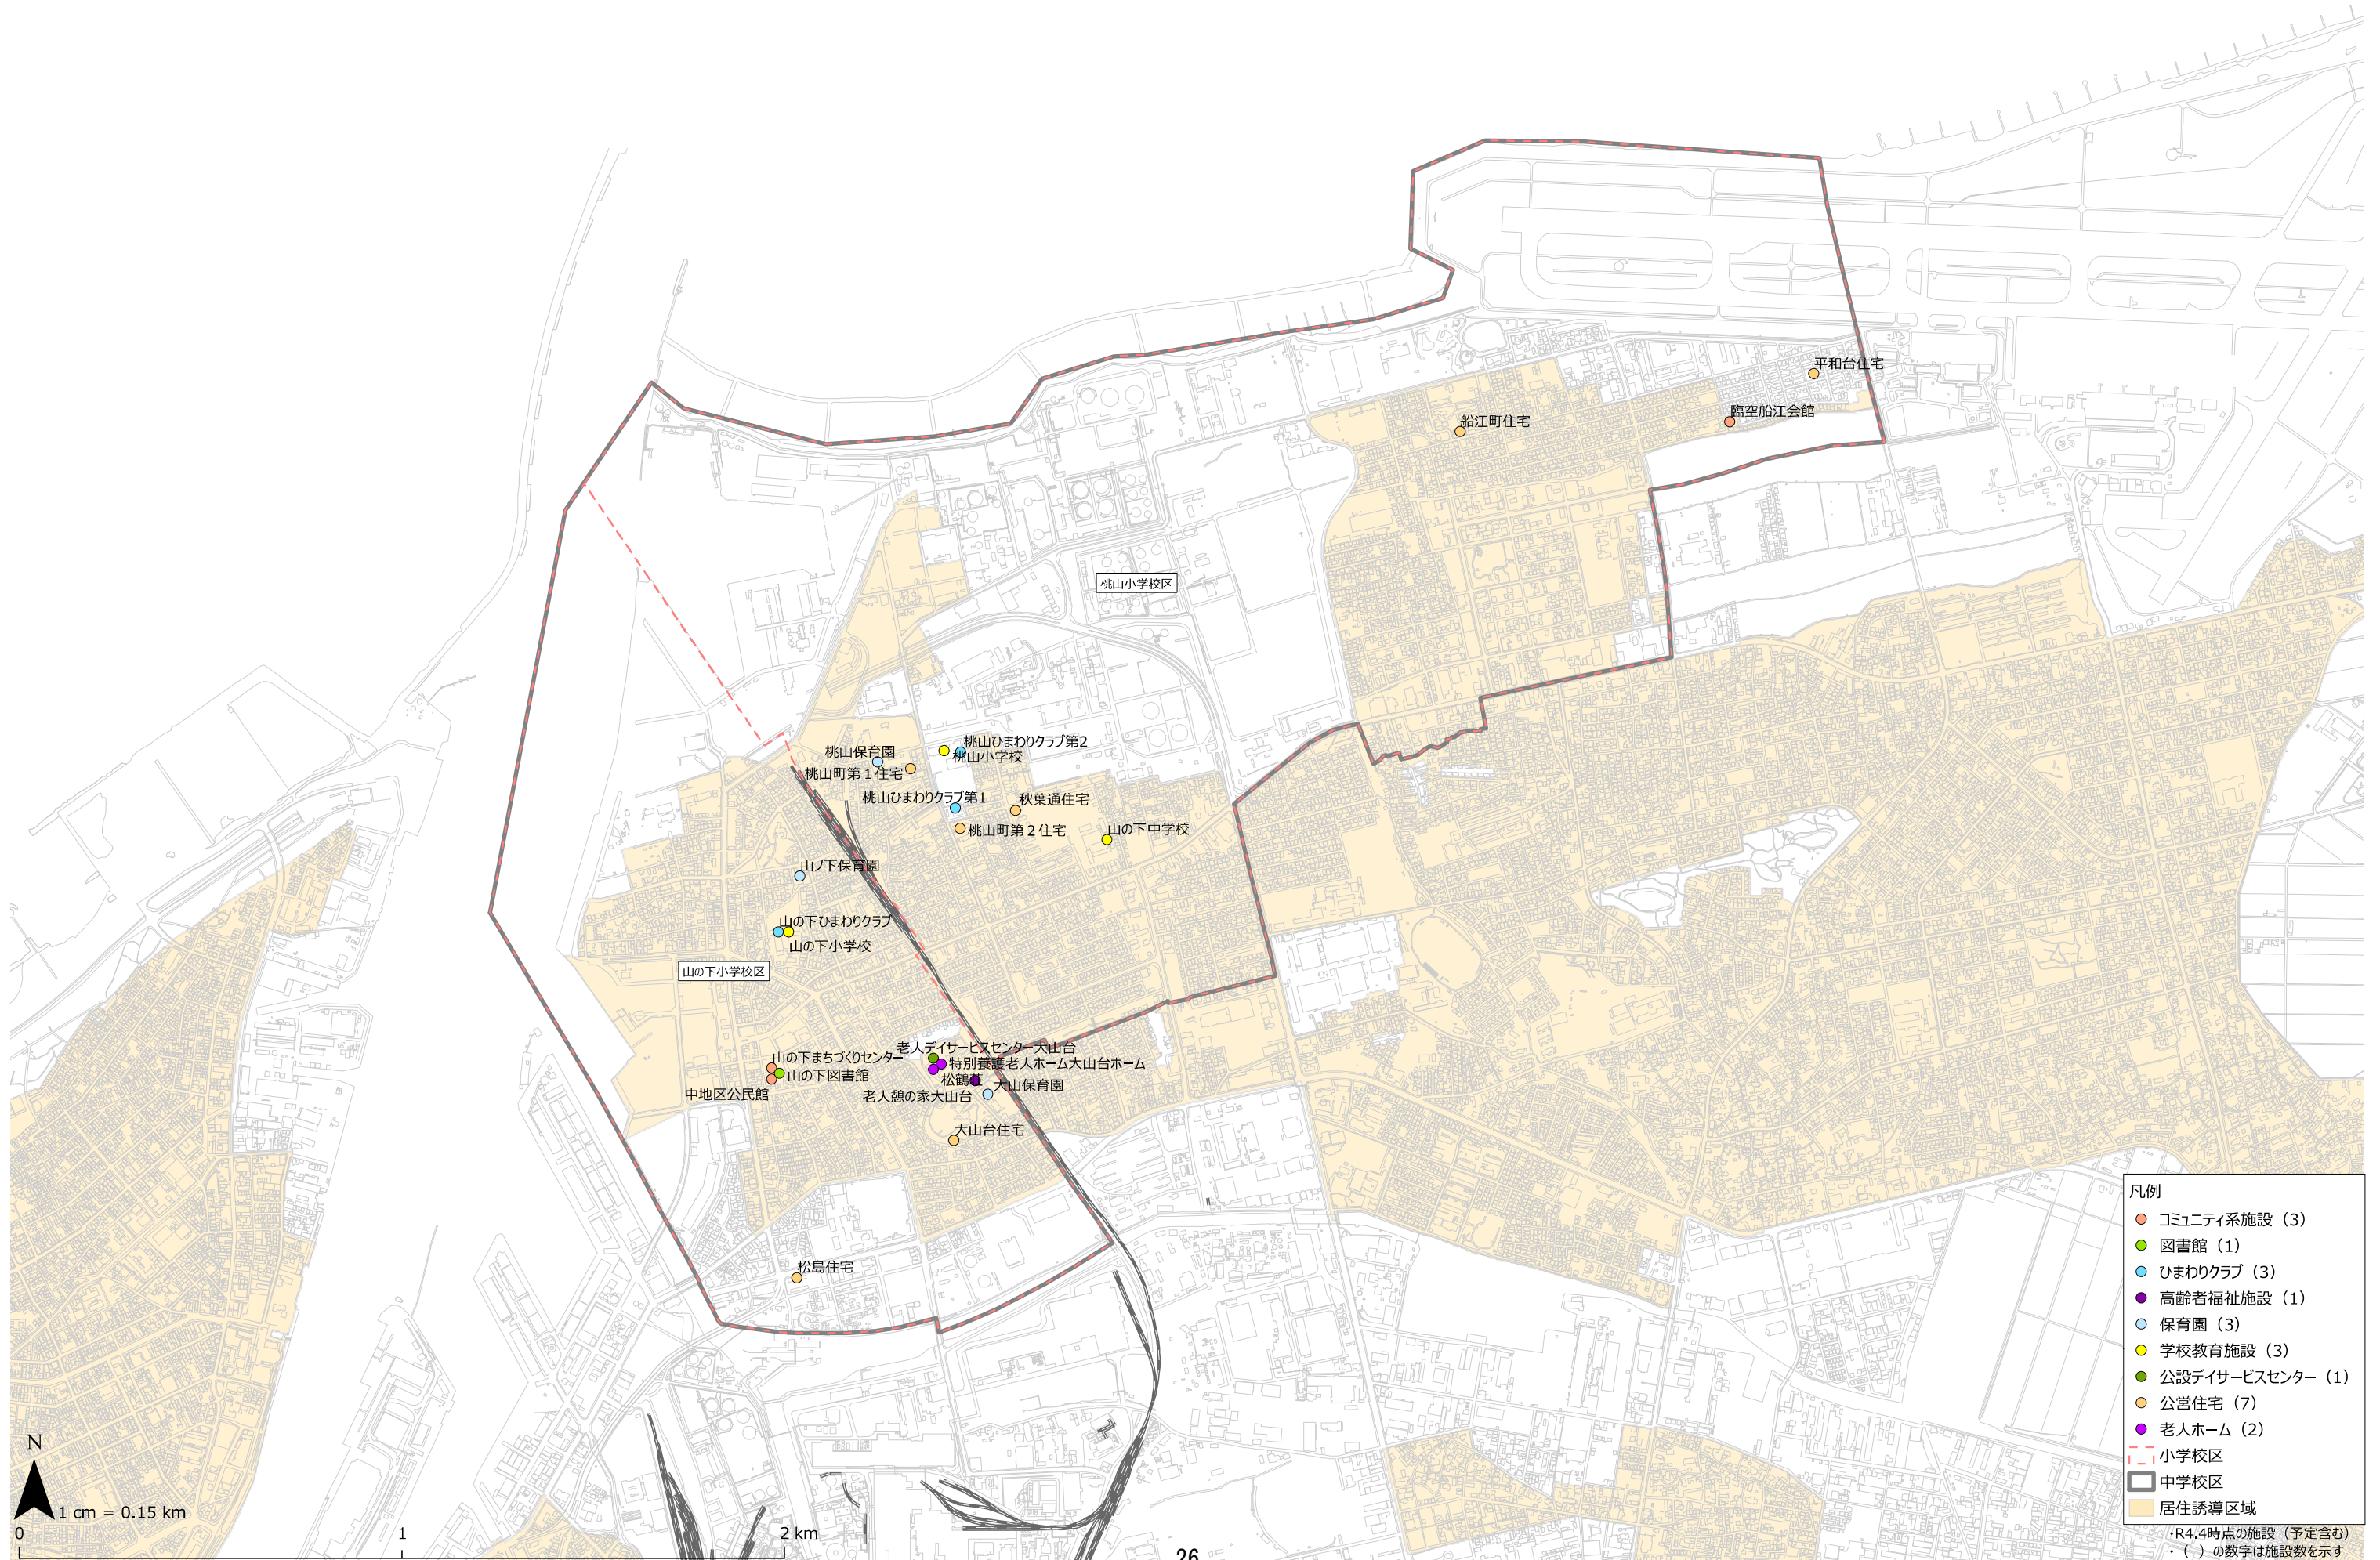 平和台住宅
臨空船江会館
船江町住宅
桃山小学校区
桃山ひまわりクラブ第2
桃山保育園
桃山小学校
桃山町第１住宅
桃山ひまわりクラブ第1
秋葉通住宅
桃山町第２住宅
山の下中学校
山ノ下保育園
山の下ひまわりクラブ
山の下小学校
山の下小学校区
老人デイサービスセンター大山台
山の下まちづくりセンター
特別養護老人ホーム大山台ホーム
山の下図書館
松鶴荘
大山保育園
中地区公民館
老人憩の家大山台
大山台住宅
松島住宅
凡例
コミュニティ系施設（3）
図書館（1）
ひまわりクラブ（3）
高齢者福祉施設（1）
保育園（3）
学校教育施設（3）
公設デイサービスセンター（1）
公営住宅（7）
老人ホーム（2）
小学校区
中学校区
居住誘導区域
・R4.4時点の施設（予定含む）
・（　）の数字は施設数を示す
N
1 cm = 0.15 km
0 1 2 km
26